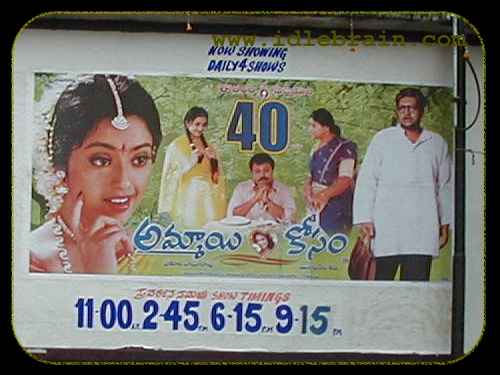 www.idlebrain.com
NOW SHOWING
DAILY 4 SHOWS
40
అమ్మాయి కోసం
SHOW TIMINGS
11-00 2-45 P.M 6-15 P.M 9-15 P.M